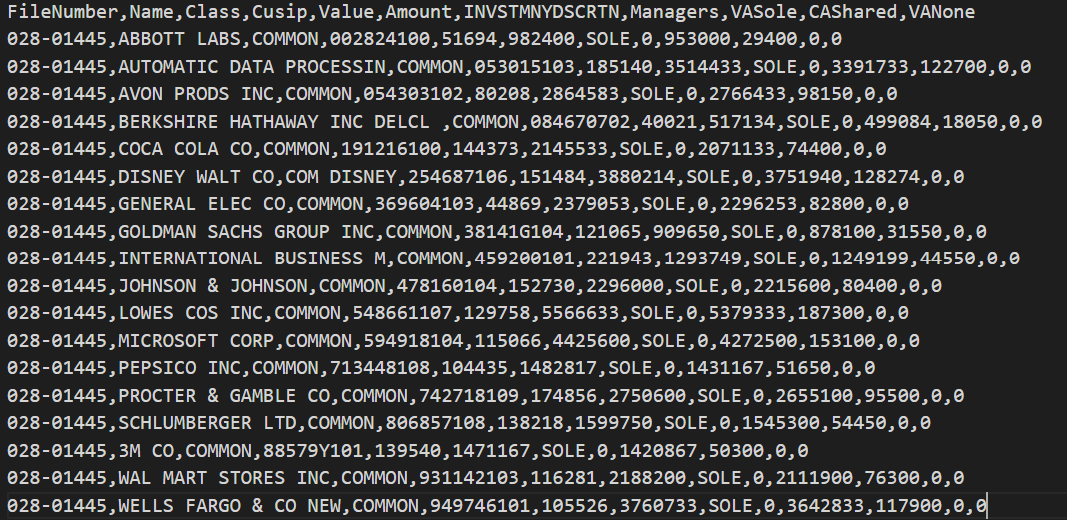 FileNumber,Name,Class,Cusip,Value,Amount,INVSTMNYDSCRTN,Managers,VASole,CAShared,VANone
028-01445,ABBOTT LABS,COMMON,002824100,51694,982400,SOLE,0,953000,29400,0,0
028-01445,AUTOMATIC DATA PROCESSIN,COMMON,053015103,185140,3514433,SOLE,0,3391733,122700,0,0
028-01445,AVON PRODS INC,COMMON,054303102,80208,2864583,SOLE,0,2766433,98150,0,0
028-01445,BERKSHIRE HATHAWAY INC DELCL ,COMMON,084670702,40021,517134,SOLE,0,499084,18050,0,0
028-01445,COCA COLA CO,COMMON,191216100,144373,2145533,SOLE,0,2071133,74400,0,0
028-01445,DISNEY WALT CO,COM DISNEY,254687106,151484,3880214,SOLE,0,3751940,128274,0,0
028-01445,GENERAL ELEC CO,COMMON,369604103,44869,2379053,SOLE,0,2296253,82800,0,0
028-01445,GOLDMAN SACHS GROUP INC,COMMON,38141G104,121065,909650,SOLE,0,878100,31550,0,0
028-01445,INTERNATIONAL BUSINESS M,COMMON,459200101,221943,1293749,SOLE,0,1249199,44550,0,0
028-01445,JOHNSON & JOHNSON,COMMON,478160104,152730,2296000,SOLE,0,2215600,80400,0,0
028-01445,LOWES COS INC,COMMON,548661107,129758,5566633,SOLE,0,5379333,187300,0,0
028-01445,MICROSOFT CORP,COMMON,594918104,115066,4425600,SOLE,0,4272500,153100,0,0
028-01445,PEPSICO INC,COMMON,713448108,104435,1482817,SOLE,0,1431167,51650,0,0
028-01445,PROCTER & GAMBLE CO,COMMON,742718109,174856,2750600,SOLE,0,2655100,95500,0,0
028-01445,SCHLUMBERGER LTD,COMMON,806857108,138218,1599750,SOLE,0,1545300,54450,0,0
028-01445,3M CO,COMMON,88579Y101,139540,1471167,SOLE,0,1420867,50300,0,0
028-01445,WAL MART STORES INC,COMMON,931142103,116281,2188200,SOLE,0,2111900,76300,0,0
028-01445,WELLS FARGO & CO NEW,COMMON,949746101,105526,3760733,SOLE,0,3642833,117900,0,0